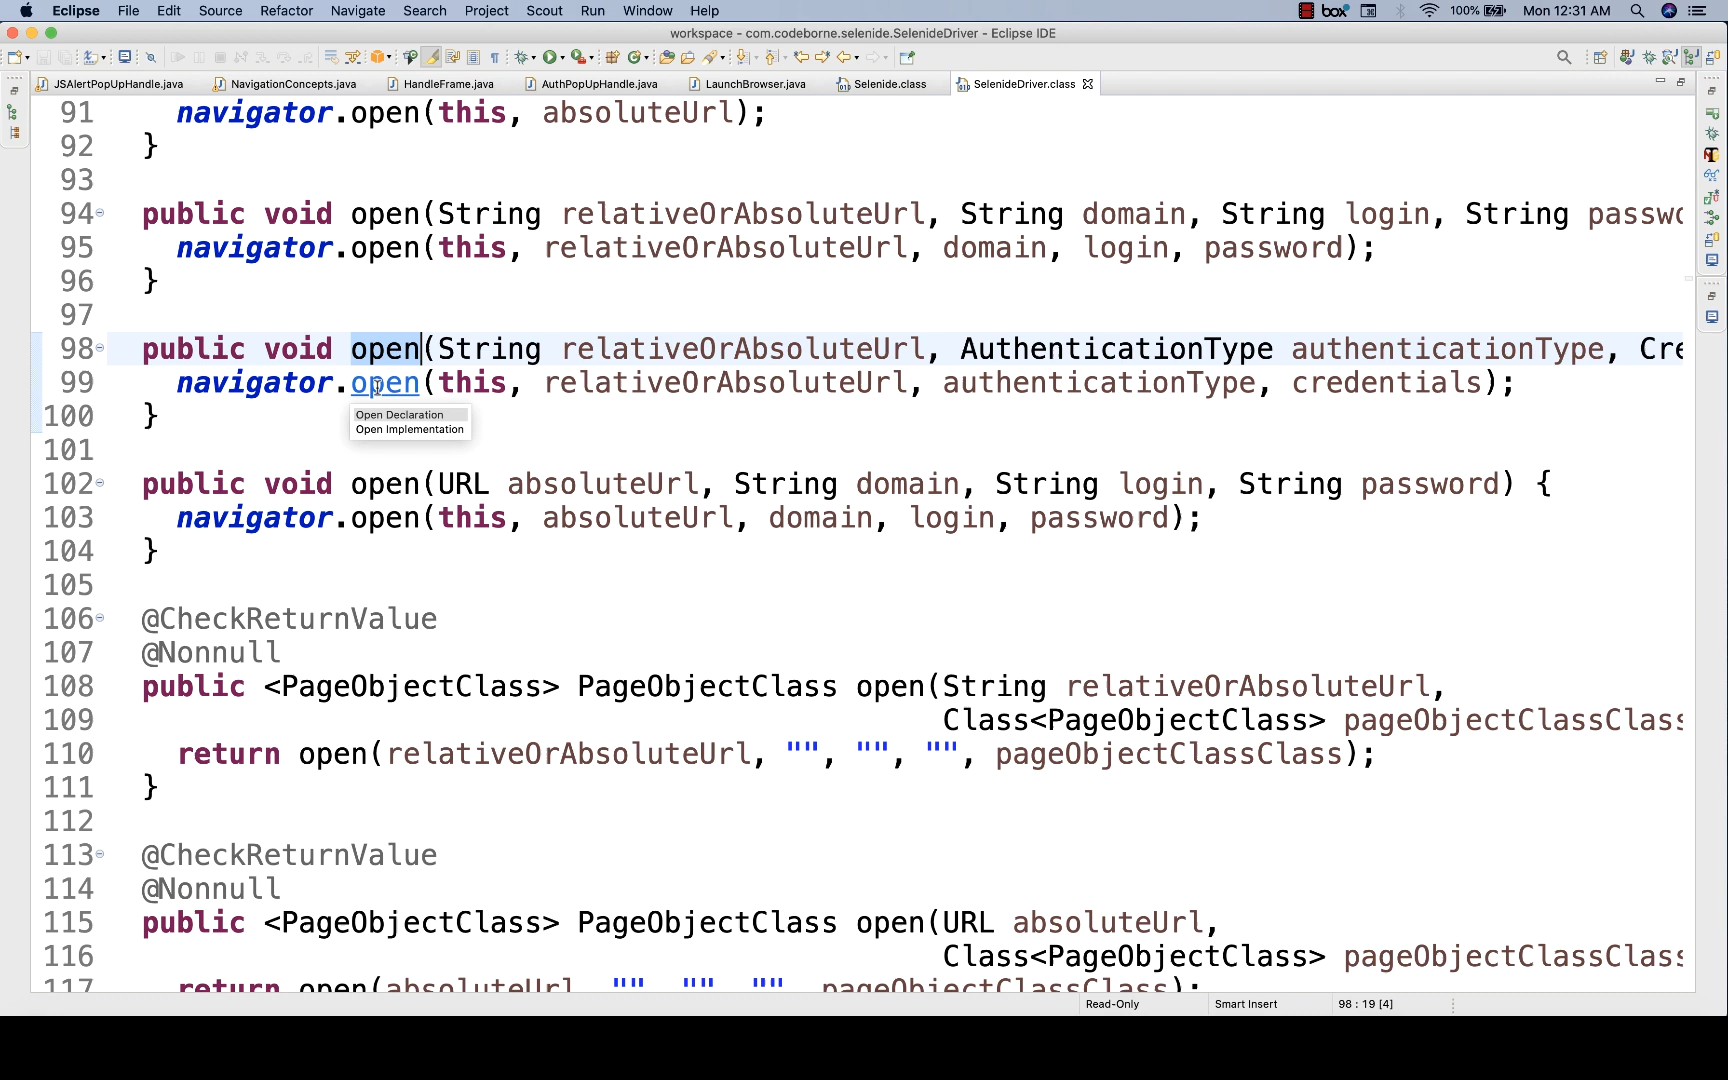 Eclipse File Edit Source Refactor Navigate Search Project Scout Run Window Help box 100% Mon 12:31 AM
workspace - com.codeborne.selenide.SelenideDriver - Eclipse IDE
JSAlertPopUpHandle.java NavigationConcepts.java HandleFrame.java AuthPopUpHandle.java LaunchBrowser.java Selenide.class SelenideDriver.class
91 navigator.open(this, absoluteUrl);
92 }
93
94 public void open(String relativeOrAbsoluteUrl, String domain, String login, String passwo
95 navigator.open(this, relativeOrAbsoluteUrl, domain, login, password);
96 }
97
98 public void open(String relativeOrAbsoluteUrl, AuthenticationType authenticationType, Cre
99 navigator.open(this, relativeOrAbsoluteUrl, authenticationType, credentials);
100 }
Open Declaration
Open Implementation
101
102 public void open(URL absoluteUrl, String domain, String login, String password) {
103 navigator.open(this, absoluteUrl, domain, login, password);
104 }
105
106 @CheckReturnValue
107 @Nonnull
108 public <PageObjectClass> PageObjectClass open(String relativeOrAbsoluteUrl,
109 Class<PageObjectClass> pageObjectClassClass
110 return open(relativeOrAbsoluteUrl, "", "", "", pageObjectClassClass);
111 }
112
113 @CheckReturnValue
114 @Nonnull
115 public <PageObjectClass> PageObjectClass open(URL absoluteUrl,
116 Class<PageObjectClass> pageObjectClassClass
117 return open(absoluteUrl, "", "", "", pageObjectClassClass);
Read-Only Smart Insert 98 : 19 [4]